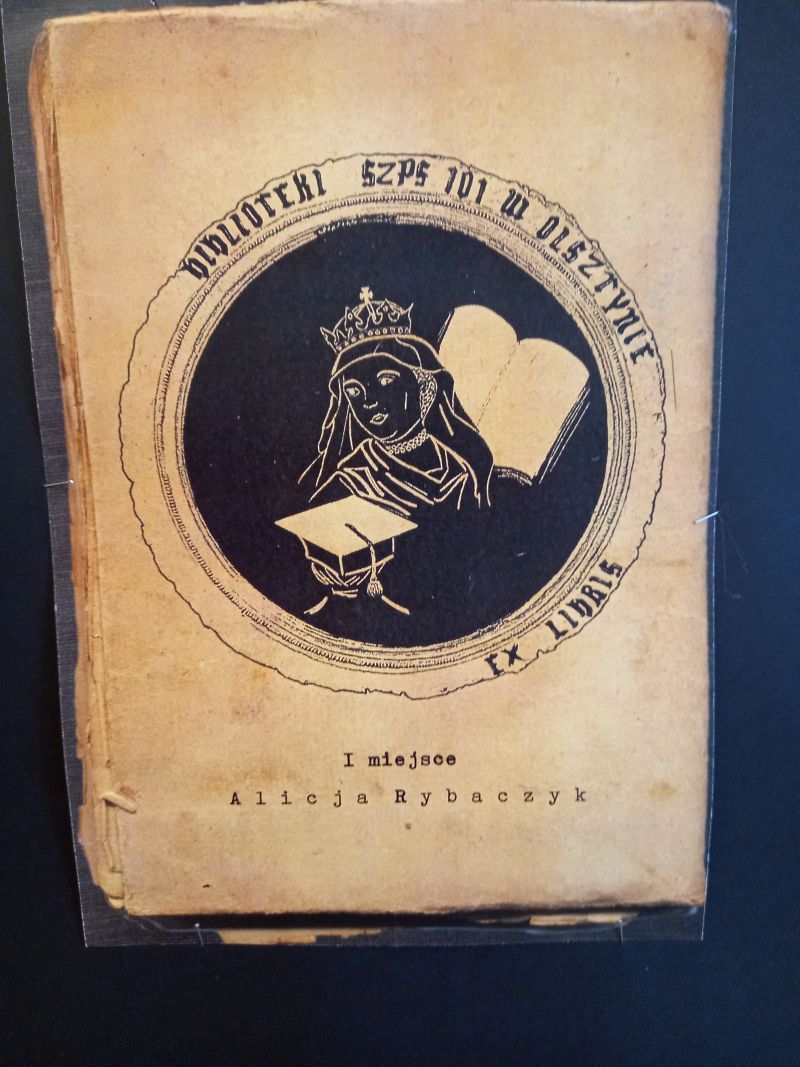 BIBLIOTEKI SZPS 101 W OLSZTYNIE
EX LIBRIS
I miejsce
Alicja Rybaczyk